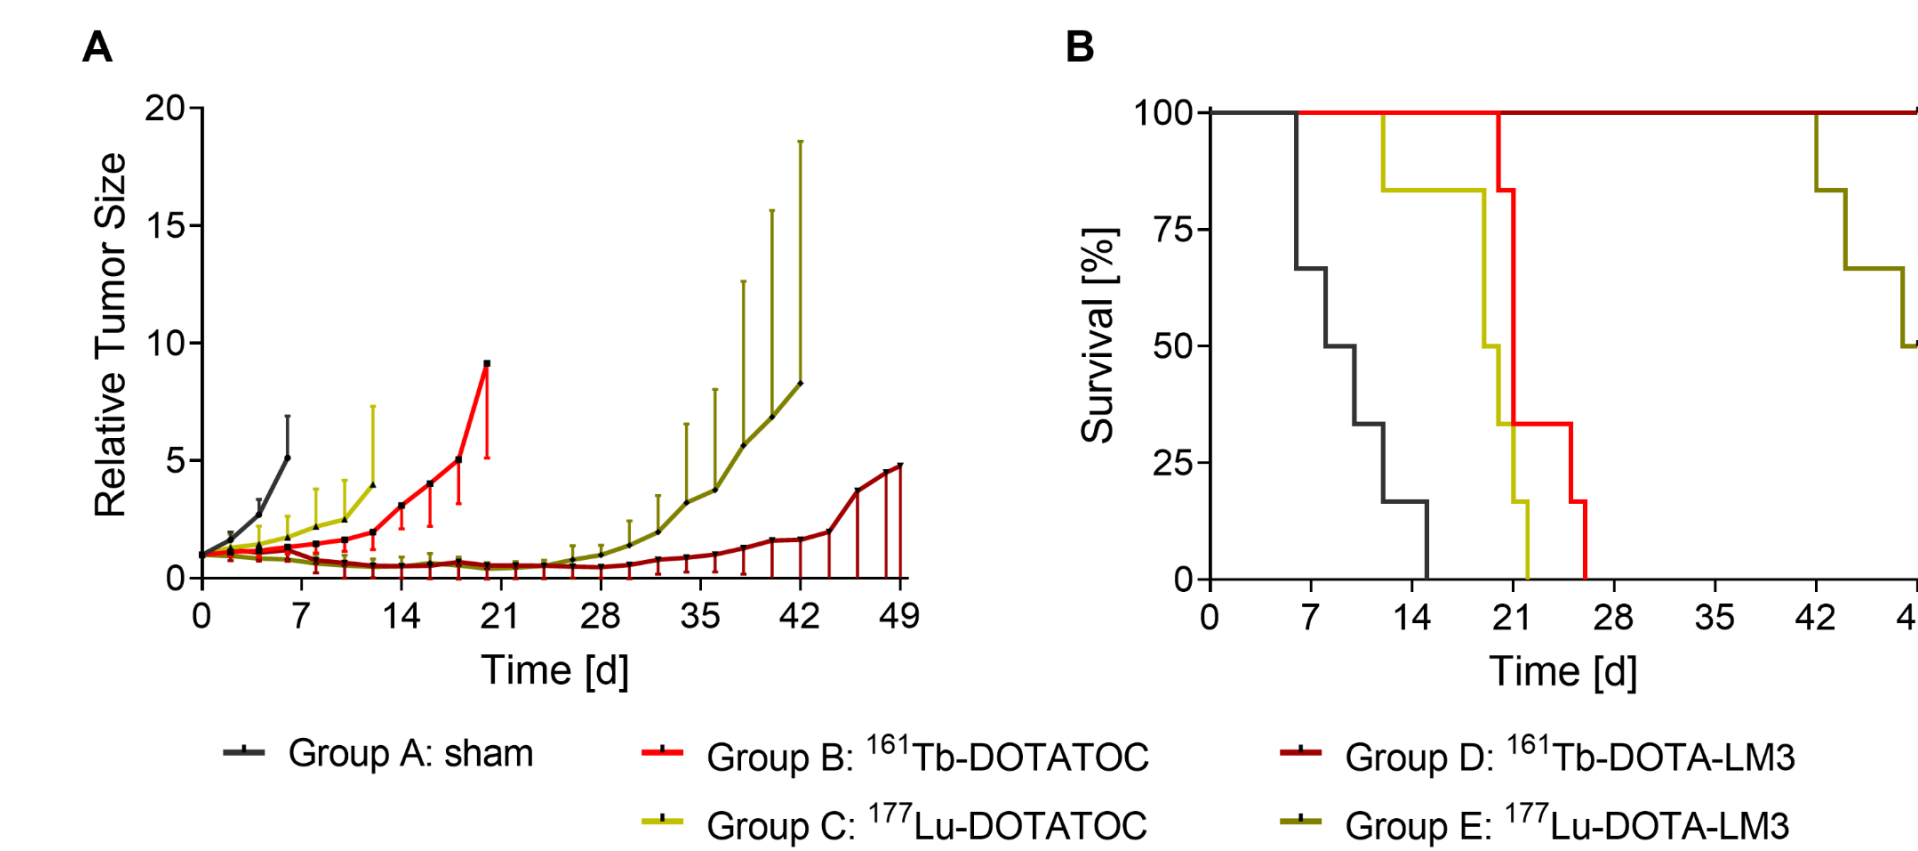 A
B
20
15
10
5
0
Relative Tumor Size
0 7 14 21 28 35 42 49
Time [d]
100
75
50
25
0
Survival [%]
0 7 14 21 28 35 42 4
Time [d]
Group A: sham
Group B: ¹⁶¹Tb-DOTATOC
Group D: ¹⁶¹Tb-DOTA-LM3
Group C: ¹⁷⁷Lu-DOTATOC
Group E: ¹⁷⁷Lu-DOTA-LM3